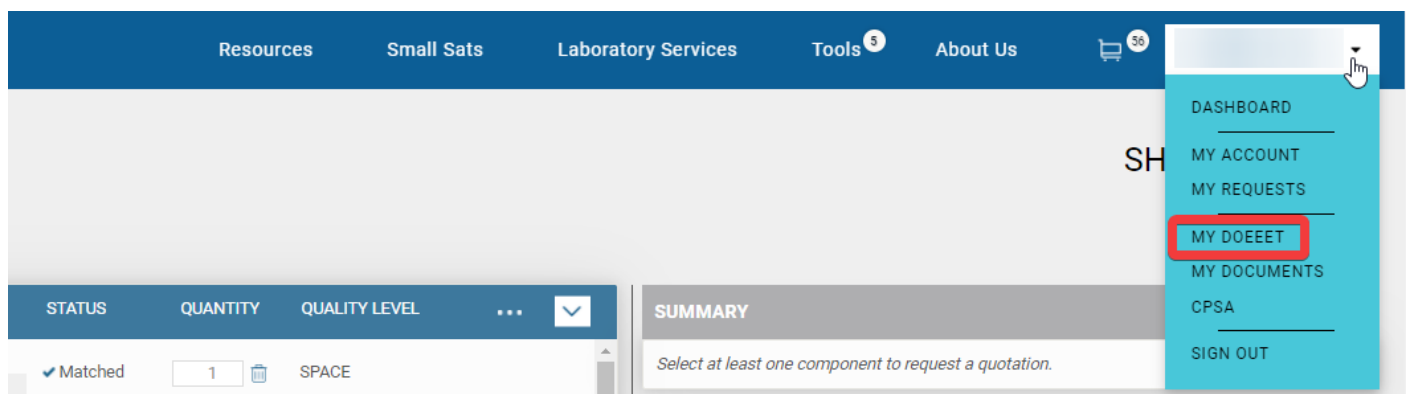 Resources Small Sats Laboratory Services Tools 5 About Us 56
DASHBOARD
MY ACCOUNT
MY REQUESTS
MY DOEEET
MY DOCUMENTS
CPSA
SIGN OUT
SH
STATUS QUANTITY QUALITY LEVEL ...
Matched 1 SPACE
SUMMARY
Select at least one component to request a quotation.